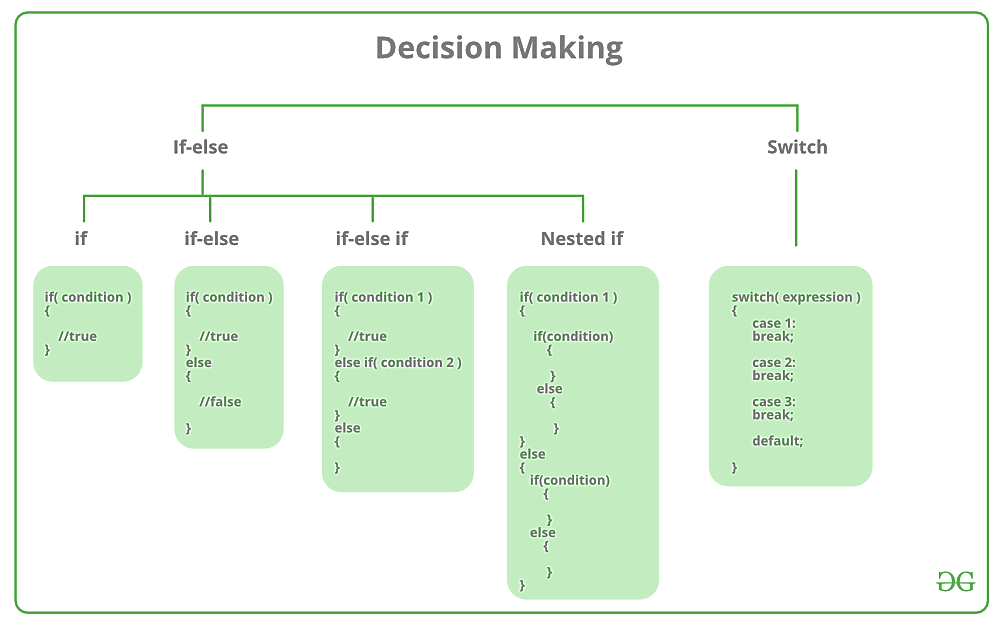 Decision Making
If-else
Switch
if
if-else
if-else if
Nested if
if( condition )
{
//true
}
if( condition )
{
//true
}
else
{
//false
}
if( condition 1 )
{
//true
}
else if( condition 2 )
{
//true
}
else
{
}
if( condition 1 )
{
if(condition)
{
}
else
{
}
}
else
{
if(condition)
{
}
else
{
}
}
switch( expression )
{
case 1:
break;
case 2:
break;
case 3:
break;
default;
}